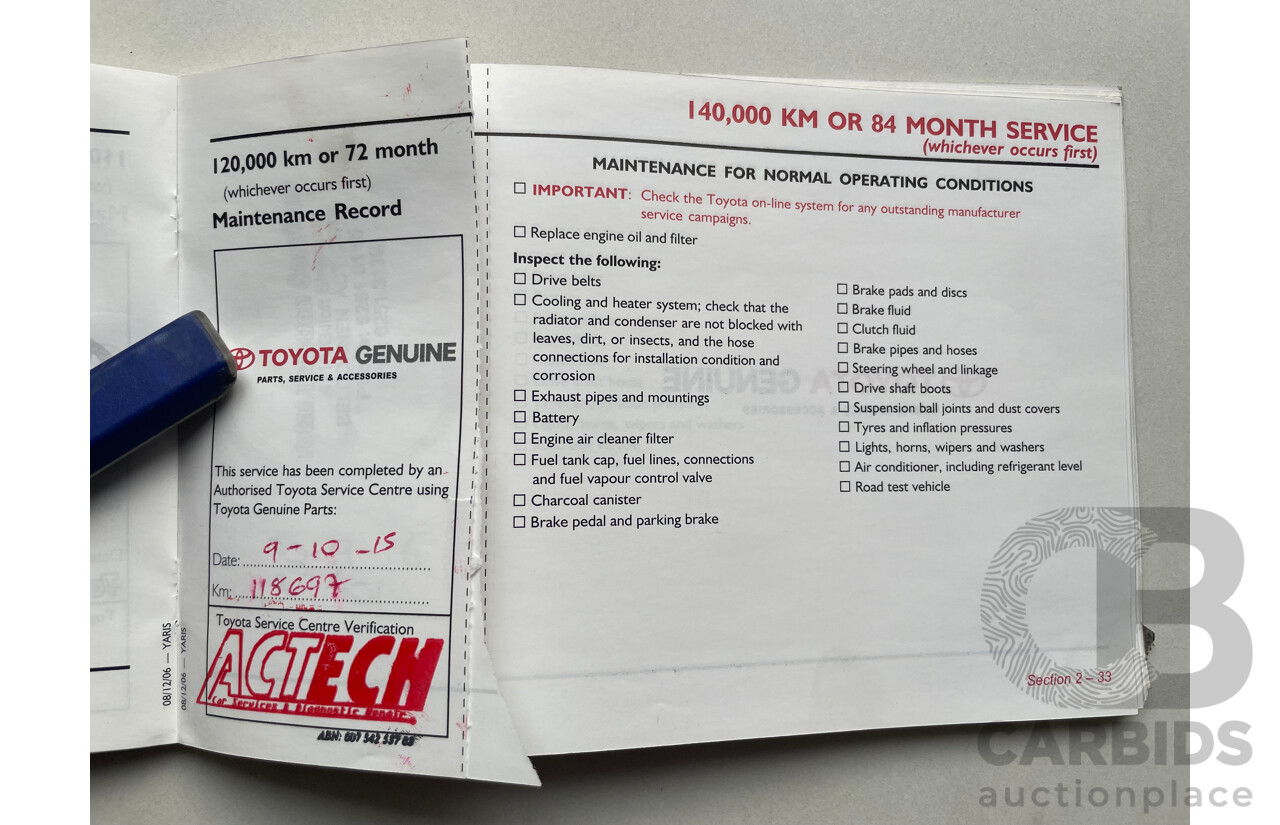 120,000 km or 72 month
(whichever occurs first)
Maintenance Record
TOYOTA GENUINE
PARTS, SERVICE & ACCESSORIES
This service has been completed by an
Authorised Toyota Service Centre using
Toyota Genuine Parts:
Date: 9-10-15
Km: 118697
Toyota Service Centre Verification
ACTECH
Car Services & Diagnostic Repair
ABN:
08/12/06 — YARIS
08/12/06 — YARIS
140,000 KM OR 84 MONTH SERVICE
(whichever occurs first)
MAINTENANCE FOR NORMAL OPERATING CONDITIONS
IMPORTANT: Check the Toyota on-line system for any outstanding manufacturer
service campaigns.
Replace engine oil and filter
Inspect the following:
Drive belts
Cooling and heater system; check that the
radiator and condenser are not blocked with
leaves, dirt, or insects, and the hose
connections for installation condition and
corrosion
Exhaust pipes and mountings
Battery
Engine air cleaner filter
Fuel tank cap, fuel lines, connections
and fuel vapour control valve
Charcoal canister
Brake pedal and parking brake
Brake pads and discs
Brake fluid
Clutch fluid
Brake pipes and hoses
Steering wheel and linkage
Drive shaft boots
Suspension ball joints and dust covers
Tyres and inflation pressures
Lights, horns, wipers and washers
Air conditioner, including refrigerant level
Road test vehicle
Section 2 – 33
CARBIDS
auctionplace